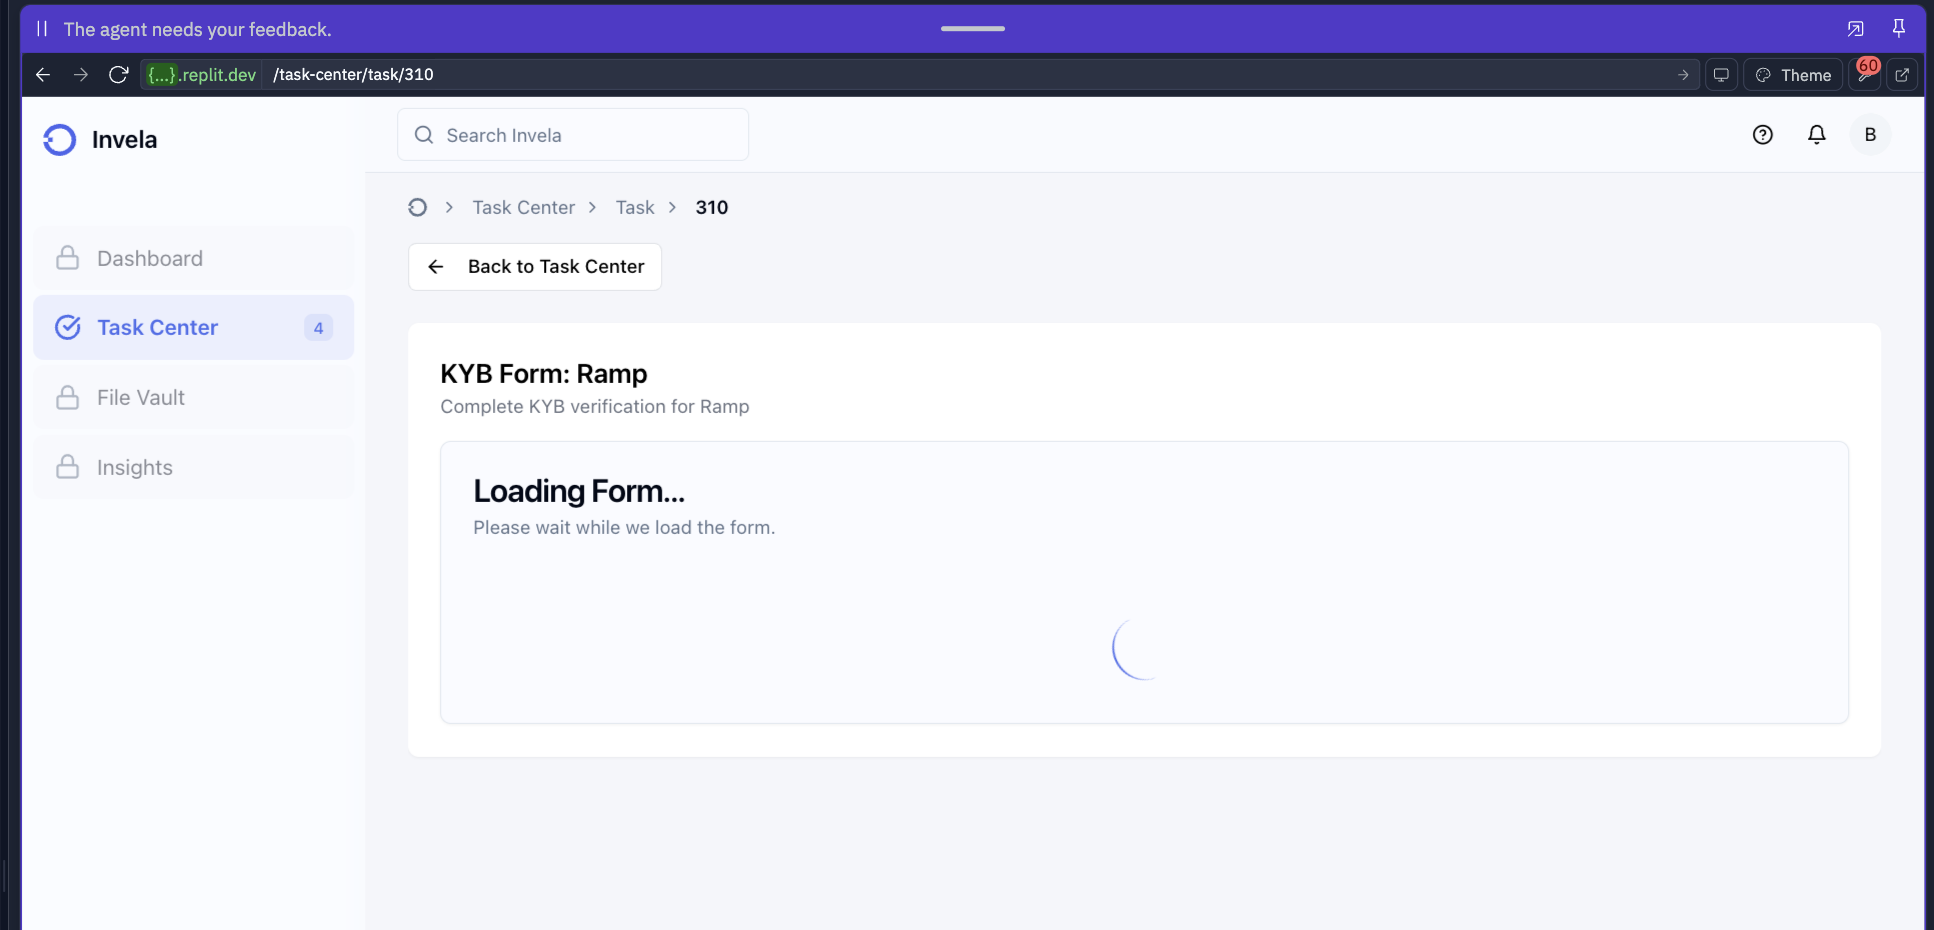 The agent needs your feedback.
{...}.replit.dev /task-center/task/310
Theme
60
Invela
Search Invela
B
Task Center
Task
310
Back to Task Center
Dashboard
Task Center
4
File Vault
Insights
KYB Form: Ramp
Complete KYB verification for Ramp
Loading Form...
Please wait while we load the form.